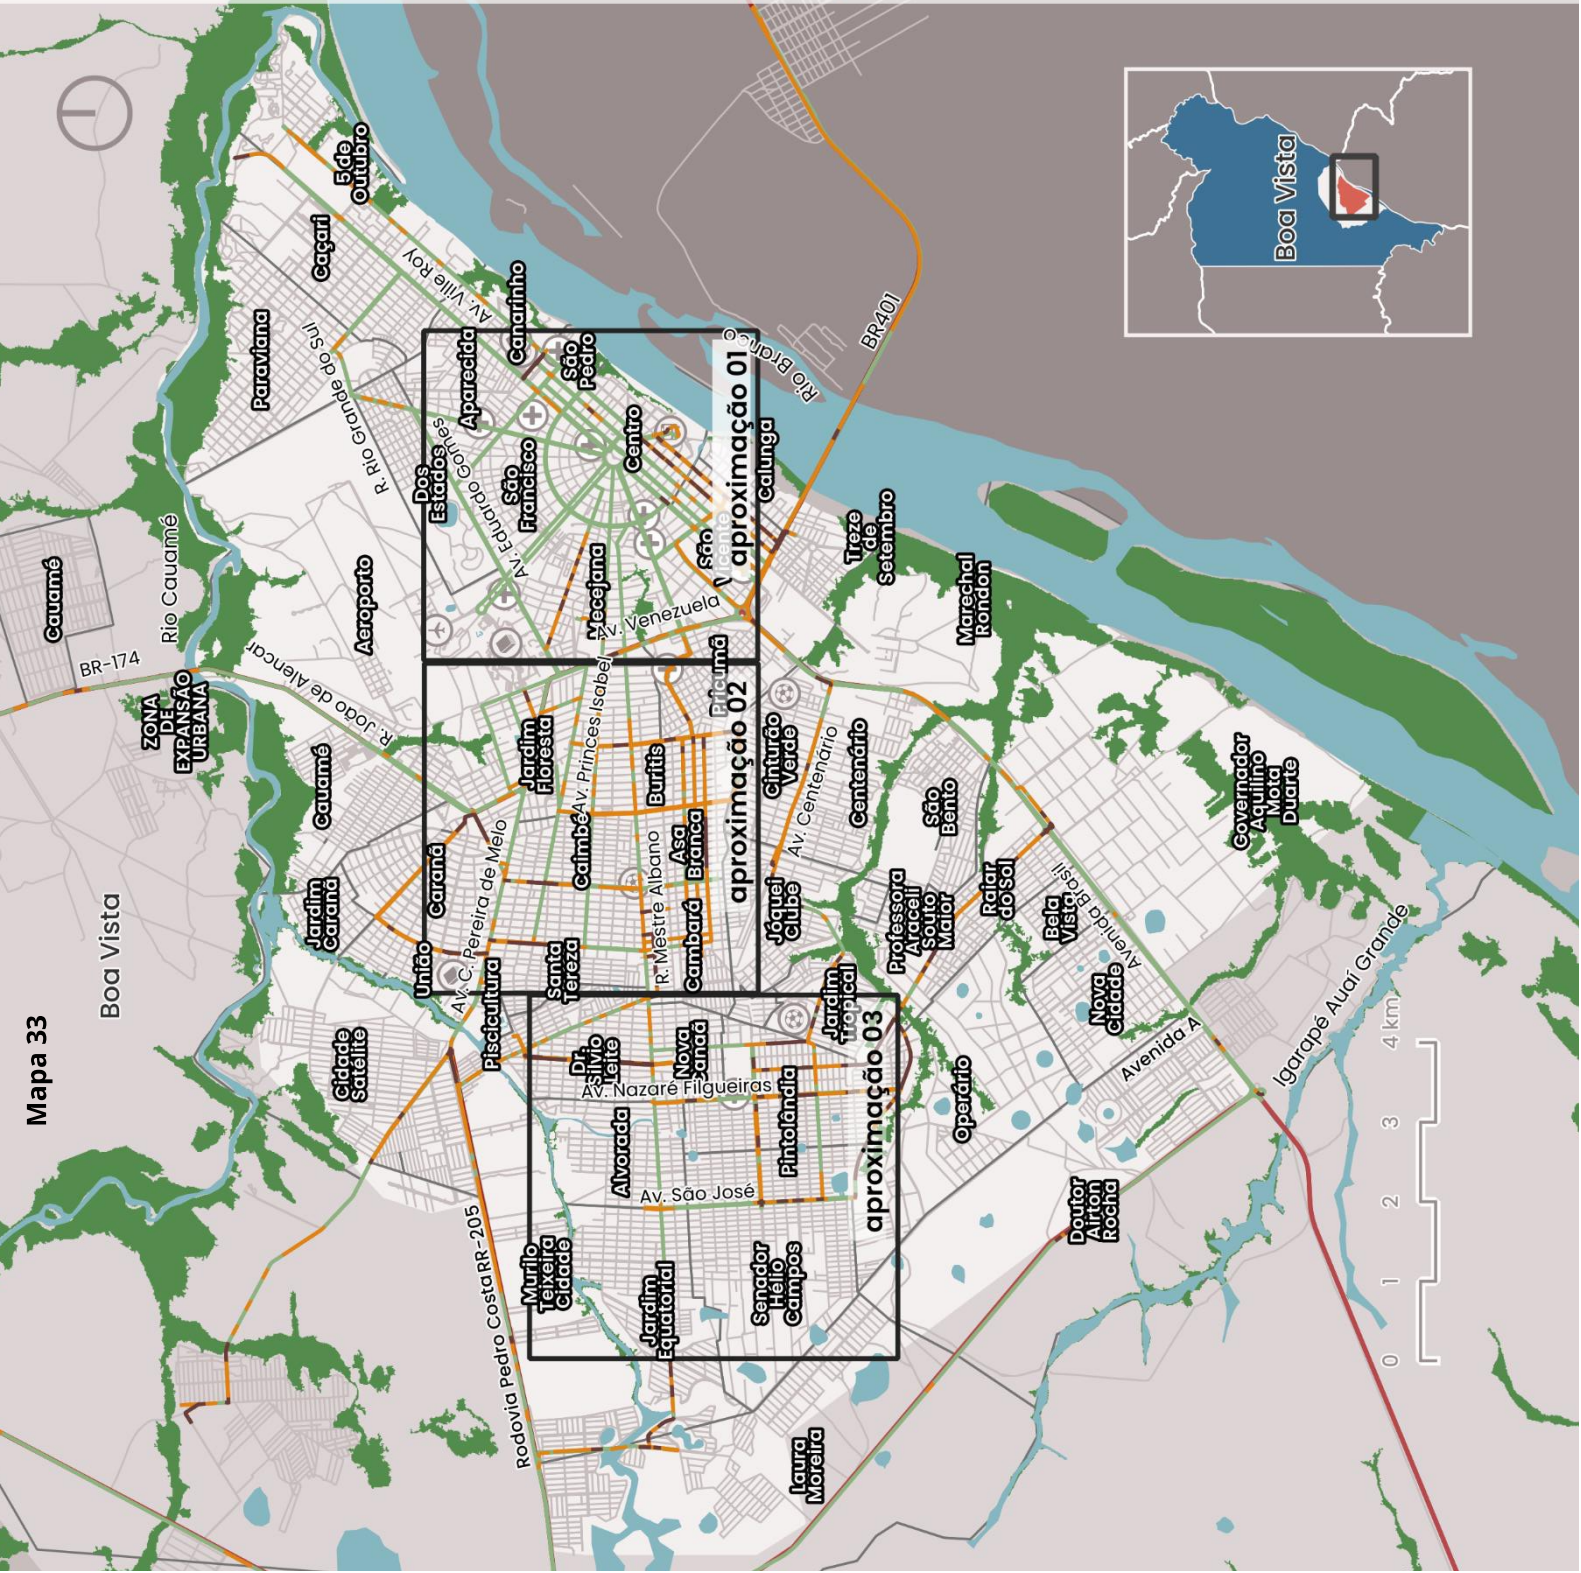 Mapa 33
Boa Vista
Cauamé
BR-174
Rio Cauamé
ZONA
DE
EXPANSÃO
URBANA
R. João de Alencar
Aeroporto
Cauamé
Jardim
Caranã
Cidade
Satélite
Paraviana
Caçari
5 de
Outubro
Av. Ville Roy
R. Rio Grande do Sul
Canarinho
Aparecida
São
Pedro
Dos
Estados
Av. Eduardo Gomes
São
Francisco
Centro
Mecejana
Av. Venezuela
São
Vicente
aproximação 01
Calunga
Rio Branco
BR401
Treze
de
Setembro
Marechal
Rondon
Pricumã
aproximação 02
Jardim
Floresta
Av. Princes Isabel
Buritis
Caimbé
Asa
Branca
R. Mestre Albano
Cambará
Caranã
Av. C. Pereira de Melo
União
Santa
Tereza
Piscicultura
Cinturão
Verde
Av. Centenário
Centenário
Jóquei
Clube
São
Bento
Professora
Araceli
Souto
Maior
Radar
do Sol
Bela
Vista
Avenida Brasil
Governador
Aquilino
Mota
Duarte
Nova
Cidade
Avenida A
Igarapé Auaí Grande
Jardim
Tropical
aproximação 03
Dr.
Silvio
Leite
Nova
Canaã
Av. Nazaré Filgueiras
Pintolândia
Alvorada
Av. São José
Operário
Doutor
Airton
Rocha
Murilo
Teixeira
Cidade
Jardim
Equatorial
Senador
Hélio
Campos
Rodovia Pedro Costa
RR-205
Laura
Moreira
Boa Vista
0 1 2 3 4 km